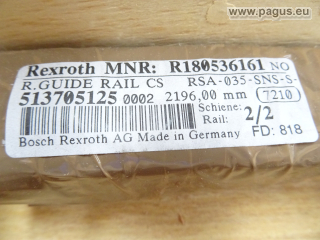 www.pagus.eu
Rexroth MNR: R180536161 NO
R.GUIDE RAIL CS RSA-035-SNS-S-
513705125 0002 2196,00 mm 7210
Schiene:
Rail: 2/2
Bosch Rexroth AG Made in Germany FD: 818